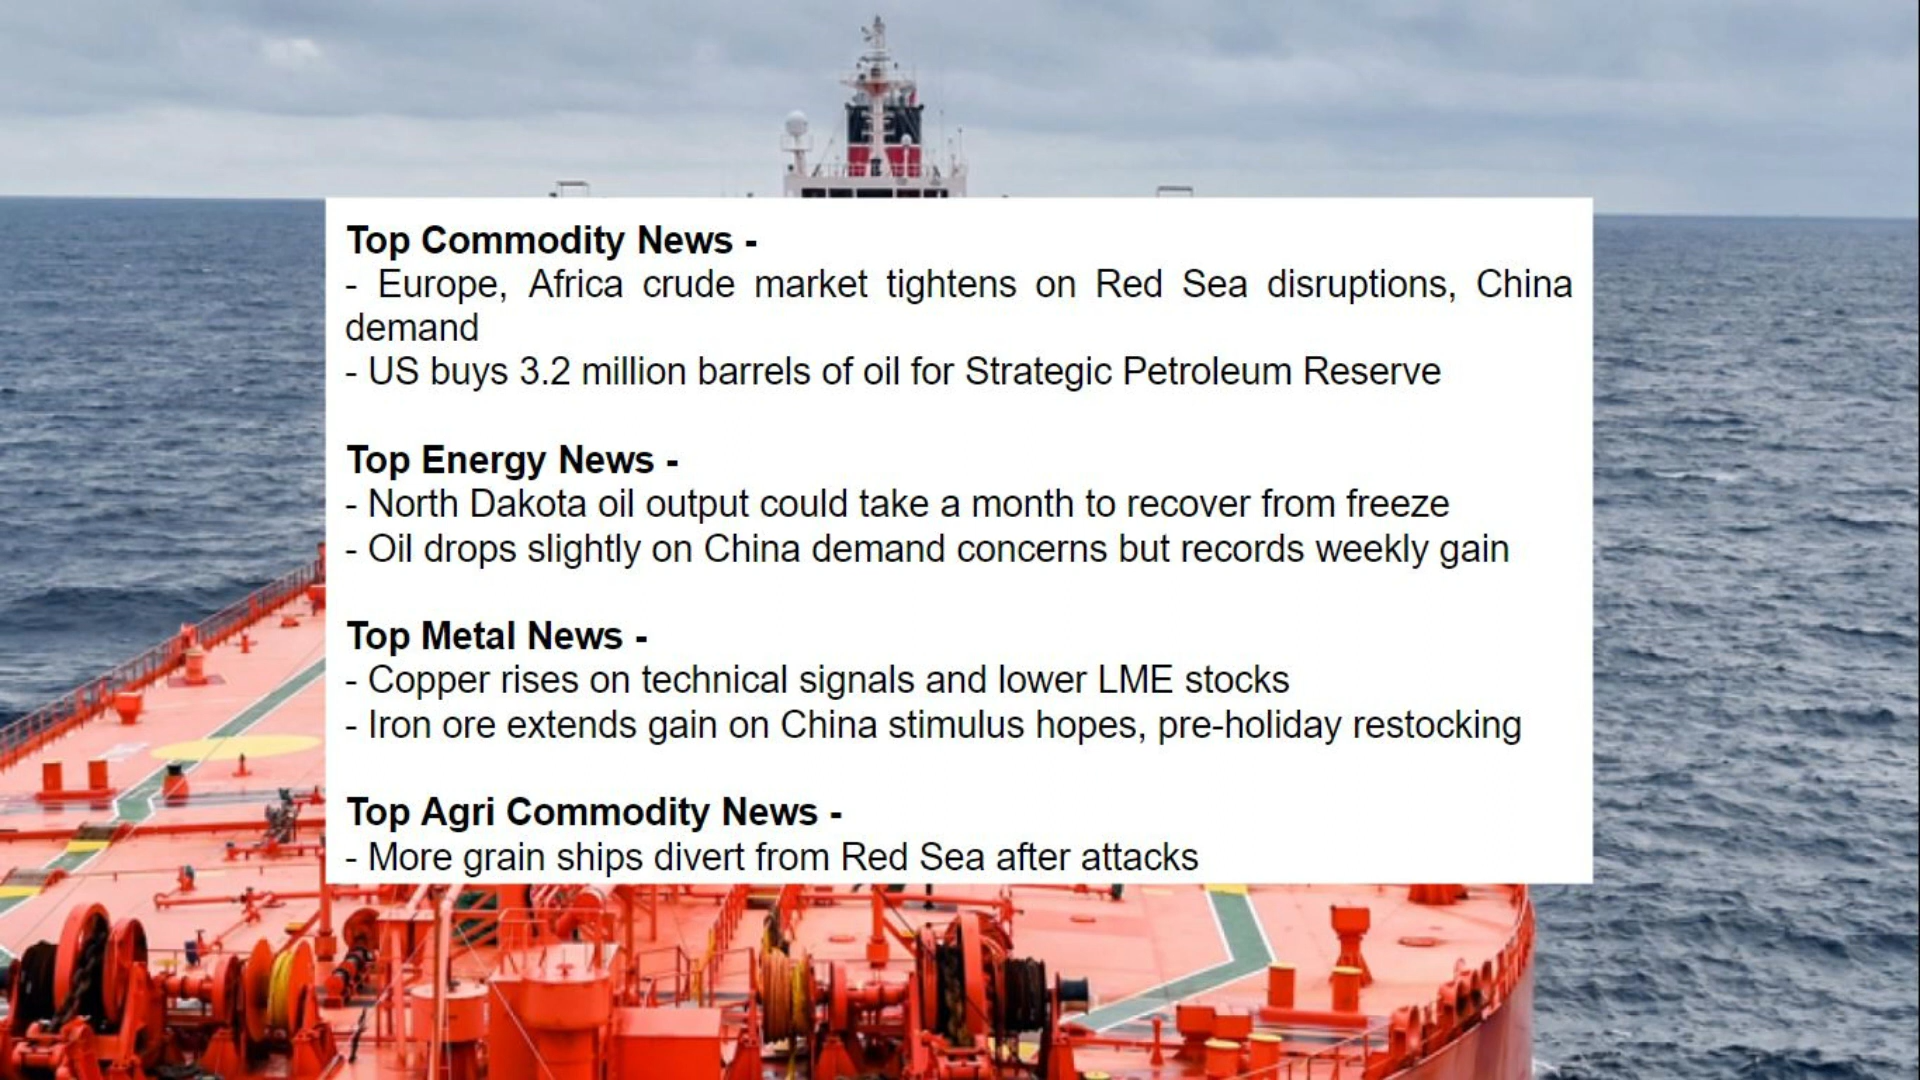 Top Commodity News -
- Europe, Africa crude market tightens on Red Sea disruptions, China
demand
- US buys 3.2 million barrels of oil for Strategic Petroleum Reserve
Top Energy News -
- North Dakota oil output could take a month to recover from freeze
- Oil drops slightly on China demand concerns but records weekly gain
Top Metal News -
- Copper rises on technical signals and lower LME stocks
- Iron ore extends gain on China stimulus hopes, pre-holiday restocking
Top Agri Commodity News -
- More grain ships divert from Red Sea after attacks